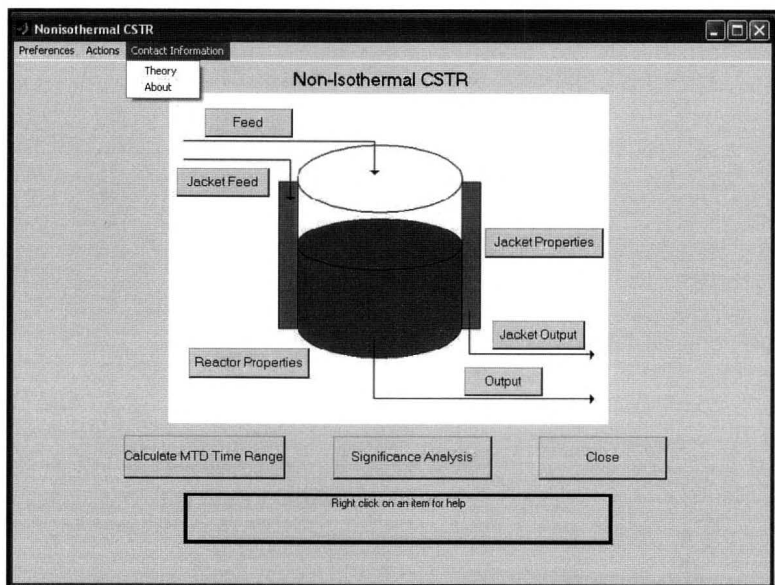 Nonisothermal CSTR
Preferences Actions Contact Information
Theory
About
Non-Isothermal CSTR
Feed
Jacket Feed
Jacket Properties
Jacket Output
Reactor Properties
Output
Calculate MTD Time Range
Significance Analysis
Close
Right click on an item for help